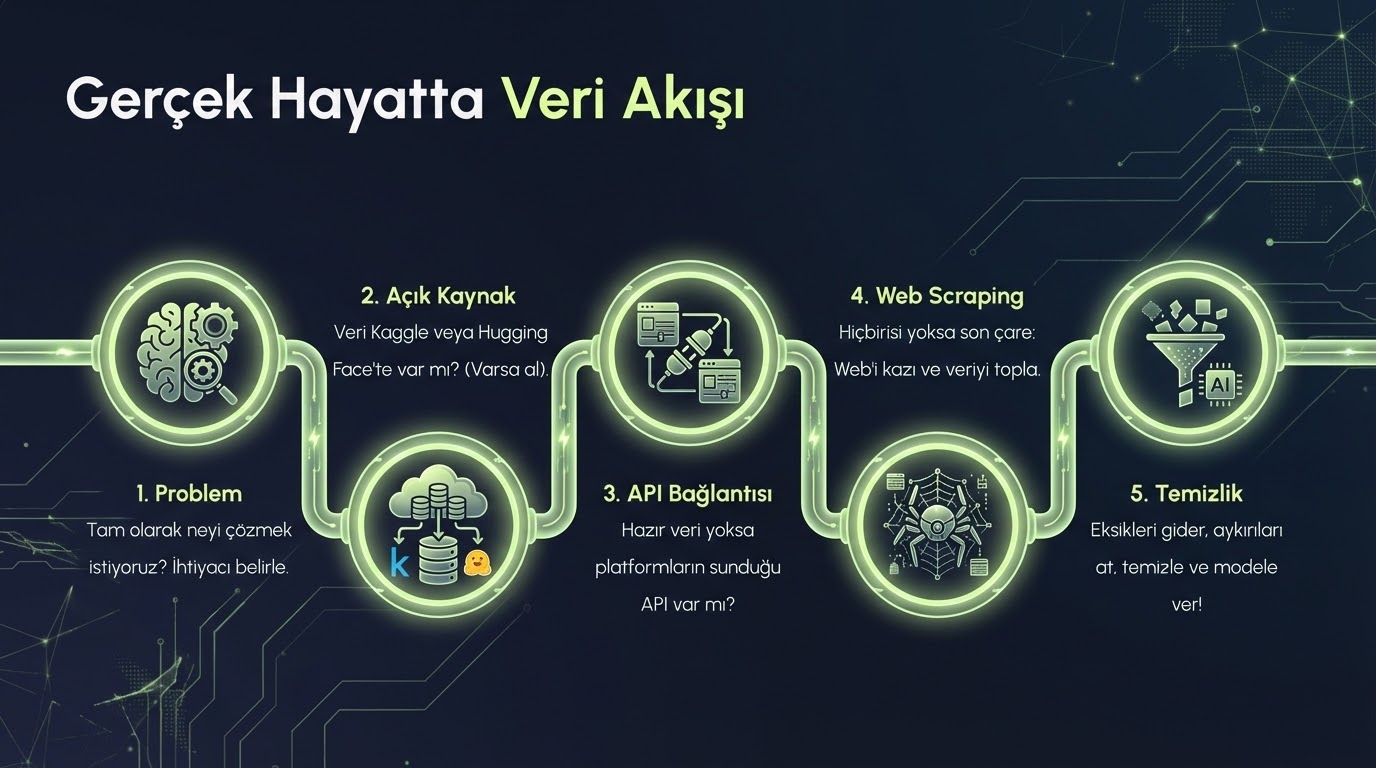 Gerçek Hayatta Veri Akışı
1. Problem
Tam olarak neyi çözmek
istiyoruz? İhtiyacı belirle.
2. Açık Kaynak
Veri Kaggle veya Hugging
Face'te var mı? (Varsa al).
k
3. API Bağlantısı
Hazır veri yoksa
platformların sunduğu
API var mı?
4. Web Scraping
Hiçbirisi yoksa son çare:
Web'i kazı ve veriyi topla.
AI
5. Temizlik
Eksikleri gider, aykırıları
at, temizle ve modele
ver!